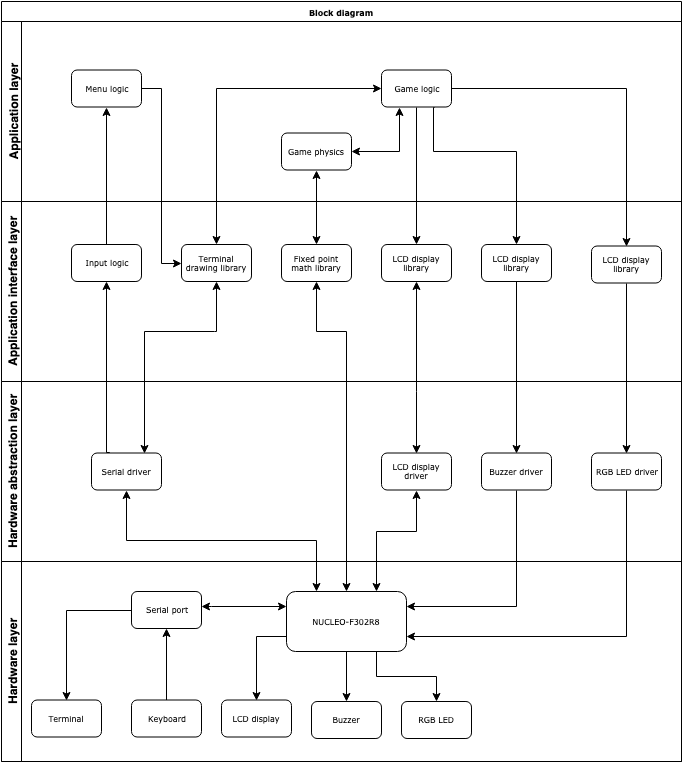 Block diagram
Application layer
Menu logic
Game logic
Game physics
Application interface layer
Input logic
Terminal
drawing library
Fixed point
math library
LCD display
library
LCD display
library
LCD display
library
Hardware abstraction layer
Serial driver
LCD display
driver
Buzzer driver
RGB LED driver
Hardware layer
Serial port
NUCLEO-F302R8
Terminal
Keyboard
LCD display
Buzzer
RGB LED